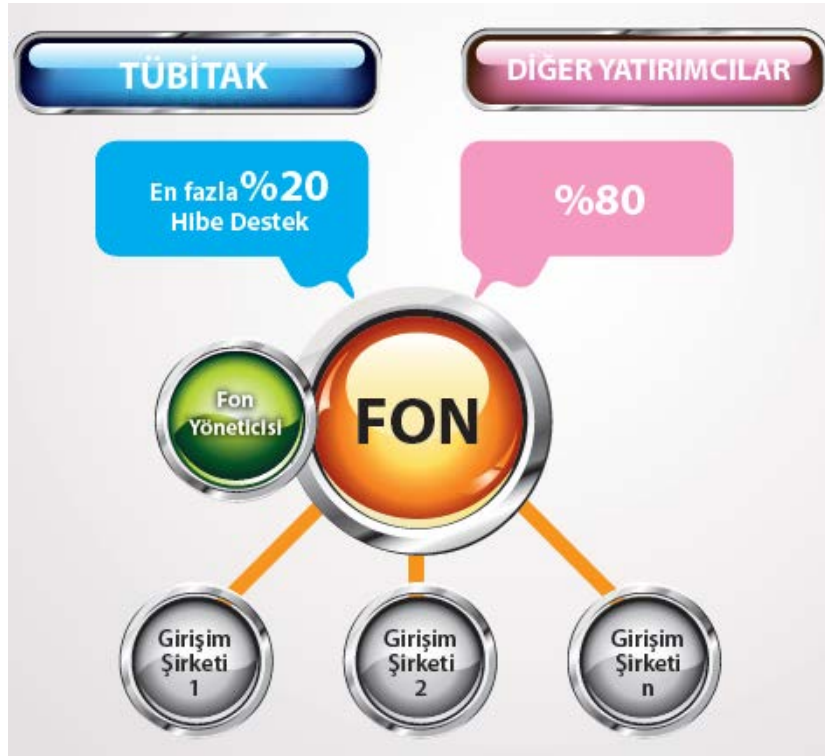 TÜBİTAK
DİĞER YATIRIMCILAR
En fazla %20
Hibe Destek
%80
Fon
Yöneticisi
FON
Girişim
Şirketi
1
Girişim
Şirketi
2
Girişim
Şirketi
n